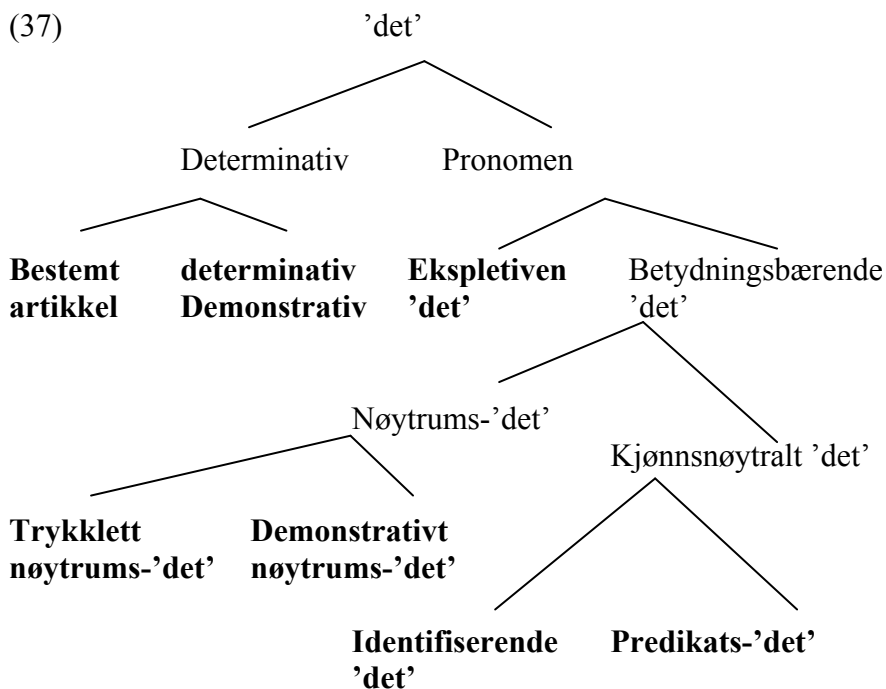 (37) ’det’
Determinativ Pronomen
Bestemt determinativ Ekspletiven Betydningsbærende
artikkel Demonstrativ ’det’ ’det’
Nøytrums-’det’
Kjønnsnøytralt ’det’
Trykklett Demonstrativt
nøytrums-’det’ nøytrums-’det’
Identifiserende Predikats-’det’
’det’